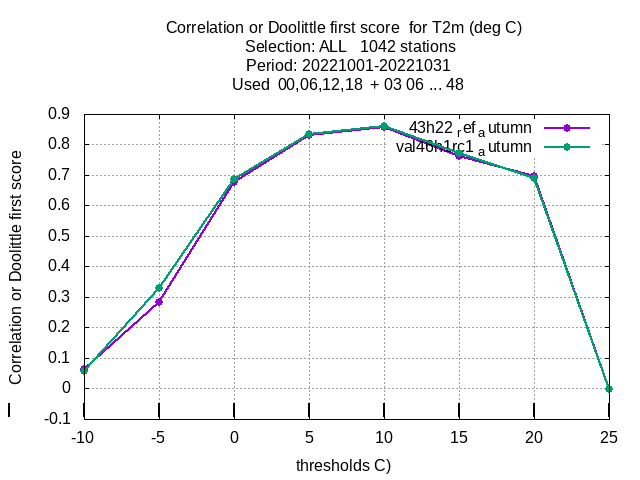 Correlation or Doolittle first score  for T2m (deg C)
Selection: ALL   1042 stations
Period: 20221001-20221031
Used  00,06,12,18  + 03 06 ... 48
43h22 ref a utumn
val46h1rc1 a utumn
0.9
0.8
0.7
0.6
0.5
0.4
0.3
0.2
0.1
0
-0.1
Correlation or Doolittle first score
-10 -5 0 5 10 15 20 25
thresholds C)